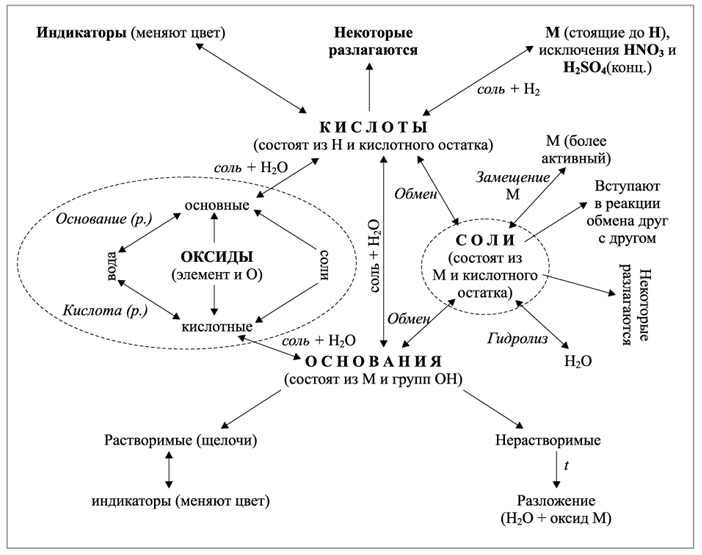 Индикаторы (меняют цвет)
Некоторые
разлагаются
М (стоящие до Н),
исключения HNO3 и
H2SO4(конц.)
соль + H2
КИСЛОТЫ
(состоят из Н и кислотного остатка)
соль + H2O
М (более
активный)
Замещение
М
Обмен
Вступают
в реакции
обмена друг
с другом
основные
Основание (р.)
ОКСИДЫ
(элемент и О)
вода
соли
Кислота (р.)
кислотные
соль + H2O
СОЛИ
(состоят из
М и кислотного
остатка)
Некоторые
разлагаются
Обмен
Гидролиз
H2O
соль + H2O
ОСНОВАНИЯ
(состоят из М и групп ОН)
Растворимые (щелочи)
Нерастворимые
t
индикаторы (меняют цвет)
Разложение
(H2O + оксид М)